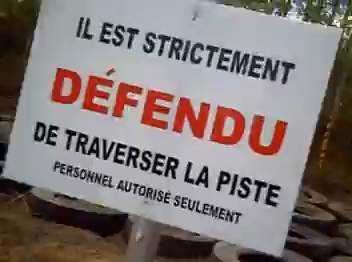 IL EST STRICTEMENT
DÉFENDU
DE TRAVERSER LA PISTE
PERSONNEL AUTORISÉ SEULEMENT